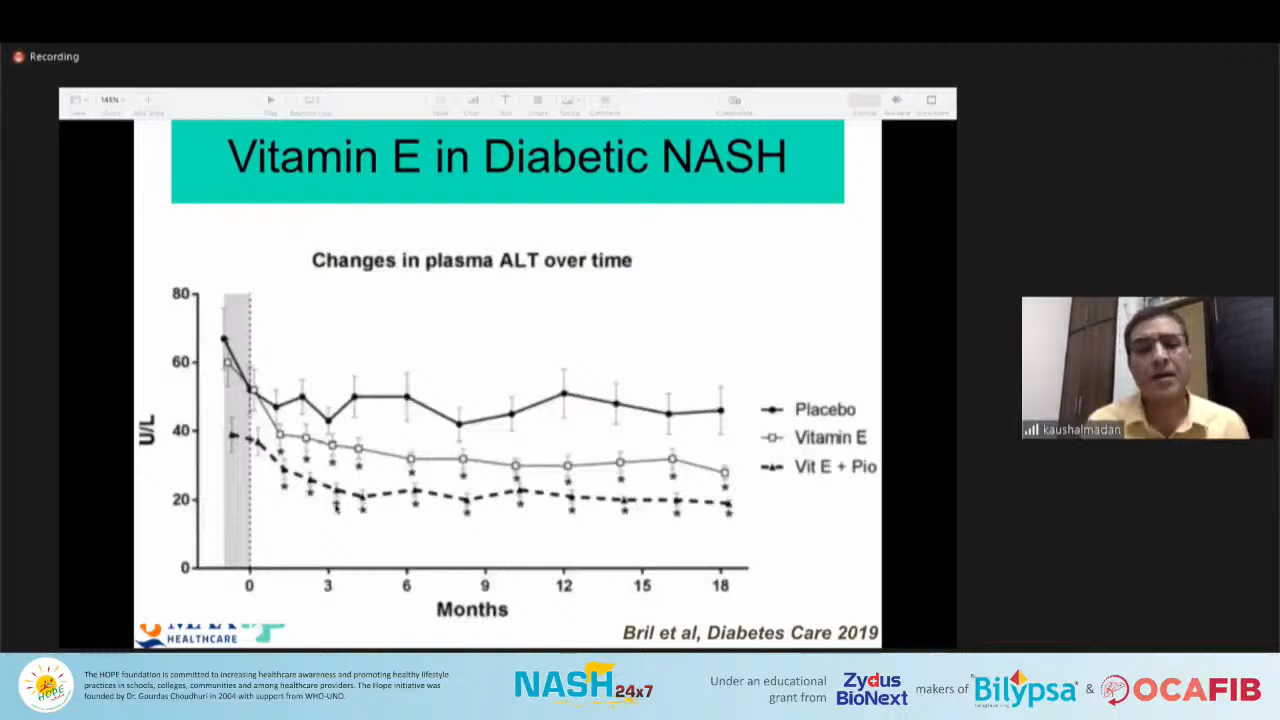 Recording
146%
Vitamin E in Diabetic NASH
Changes in plasma ALT over time
80
60
40
20
0
U/L
0 3 6 9 12 15 18
Months
Placebo
Vitamin E
Vit E + Pio
kaushalmadan
HEALTHCARE
Bril et al, Diabetes Care 2019
HOPE
The HOPE foundation is committed to increasing healthcare awareness and promoting healthy lifestyle
practices in schools, colleges, communities and among healthcare providers. The Hope initiative was
founded by Dr. Gourdas Choudhuri in 2004 with support from WHO-UNO.
NASH 24x7
Under an educational
grant from
Zydus
BioNext
makers of
Bilypsa
&
OCAFIB